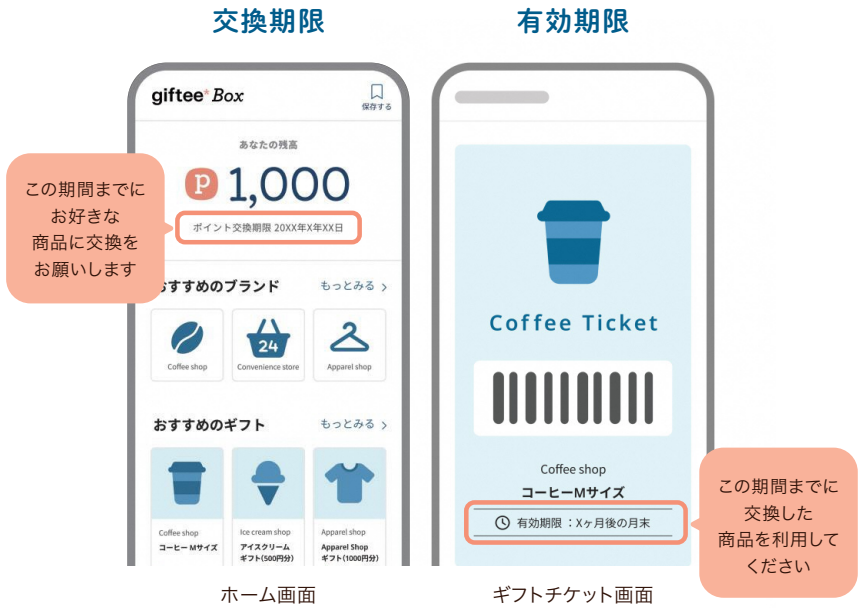 交換期限
有効期限
giftee* Box
保存する
あなたの残高
P 1,000
ポイント交換期限 20XX年X年XX日
この期間までに
お好きな
商品に交換を
お願いします
すすめのブランド
もっとみる >
24
Coffee shop
Convenience store
Apparel shop
おすすめのギフト
もっとみる >
Coffee shop
コーヒー Mサイズ
Ice cream shop
アイスクリーム
ギフト(500円分)
Apparel shop
Apparel Shop
ギフト(1000円分)
ホーム画面
Coffee Ticket
Coffee shop
コーヒーMサイズ
有効期限 : Xヶ月後の月末
この期間までに
交換した
商品を利用して
ください
ギフトチケット画面